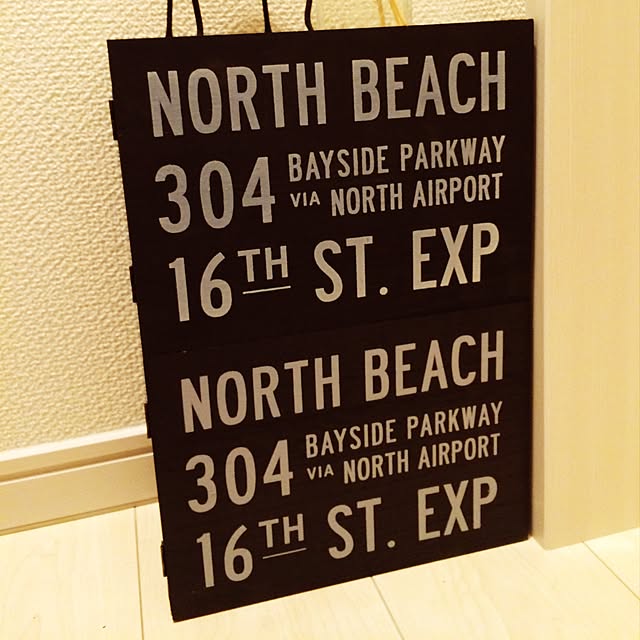 NORTH BEACH
304 BAYSIDE PARKWAY
VIA NORTH AIRPORT
16TH ST. EXP
NORTH BEACH
304 BAYSIDE PARKWAY
VIA NORTH AIRPORT
16TH ST. EXP